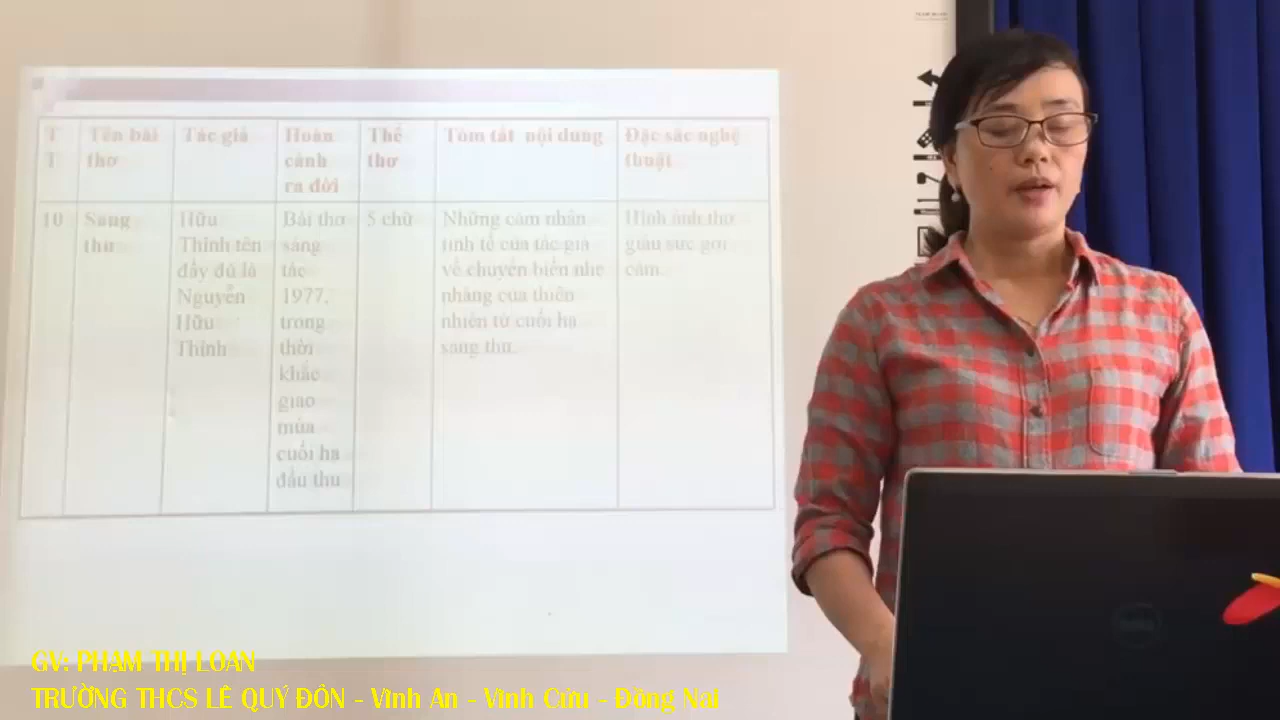 T
T
Tên bài
thơ
Tác giả
Hoàn
cảnh
ra đời
Thể
thơ
Tóm tắt nội dung
Đặc sắc nghệ
thuật
10
Sang
thu
Hữu
Thỉnh tên
đầy đủ là
Nguyễn
Hữu
Thỉnh
Bài thơ
sáng
tác
1977,
trong
thời
khắc
giao
mùa
cuối hạ
đầu thu
5 chữ
Những cảm nhận
tinh tế của tác giả
về chuyển biến nhẹ
nhàng của thiên
nhiên từ cuối hạ
sang thu.
Hình ảnh thơ
giàu sức gợi
cảm.
GV: PHẠM THỊ LOAN
TRƯỜNG THCS LÊ QUÝ ĐÔN - Vĩnh An - Vĩnh Cửu - Đồng Nai